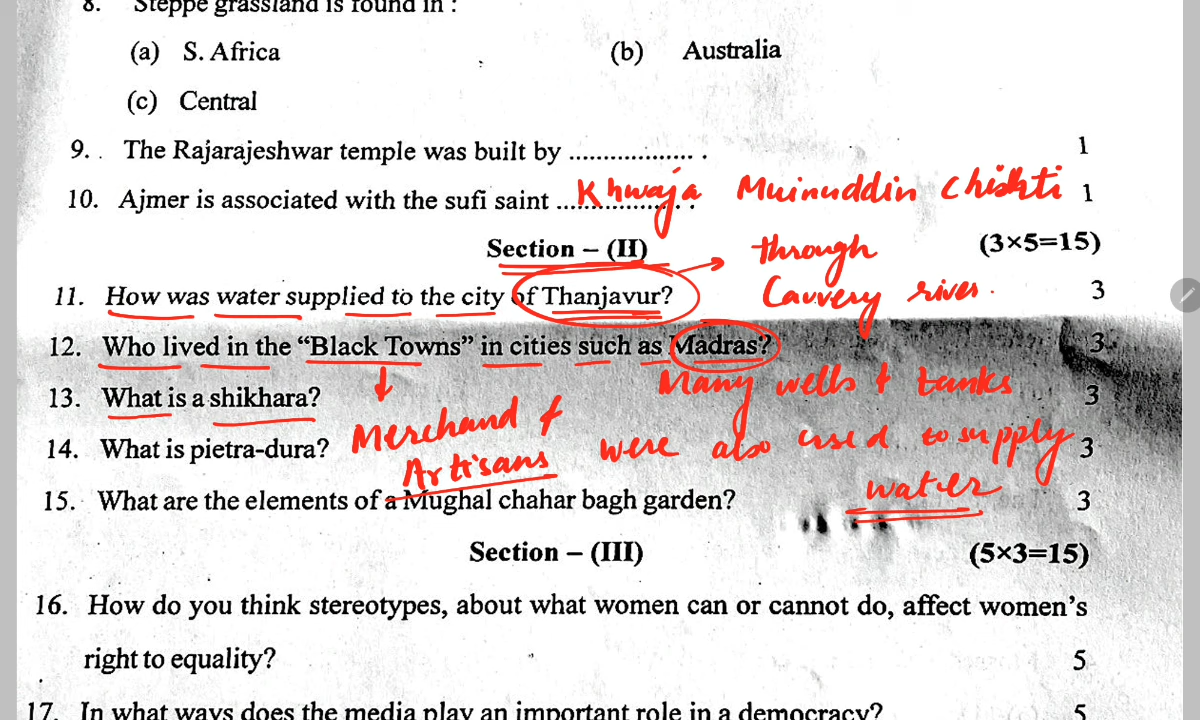 8. Steppe grassland is found in :
(a) S. Africa (b) Australia
(c) Central
9. . The Rajarajeshwar temple was built by .................. . 1
10. Ajmer is associated with the sufi saint .................. . Khwaja Muinuddin Chishti 1
Section – (II) (3×5=15)
through
Cauvery river.
11. How was water supplied to the city of Thanjavur? 3
12. Who lived in the “Black Towns” in cities such as Madras? 3
Many wells & tanks
13. What is a shikhara? 3
Merchand &
were also used to supply
14. What is pietra-dura? 3
Artisans
water
15. What are the elements of a Mughal chahar bagh garden? 3
Section – (III) (5×3=15)
16. How do you think stereotypes, about what women can or cannot do, affect women’s
right to equality? 5
17. In what ways does the media play an important role in a democracy? 5